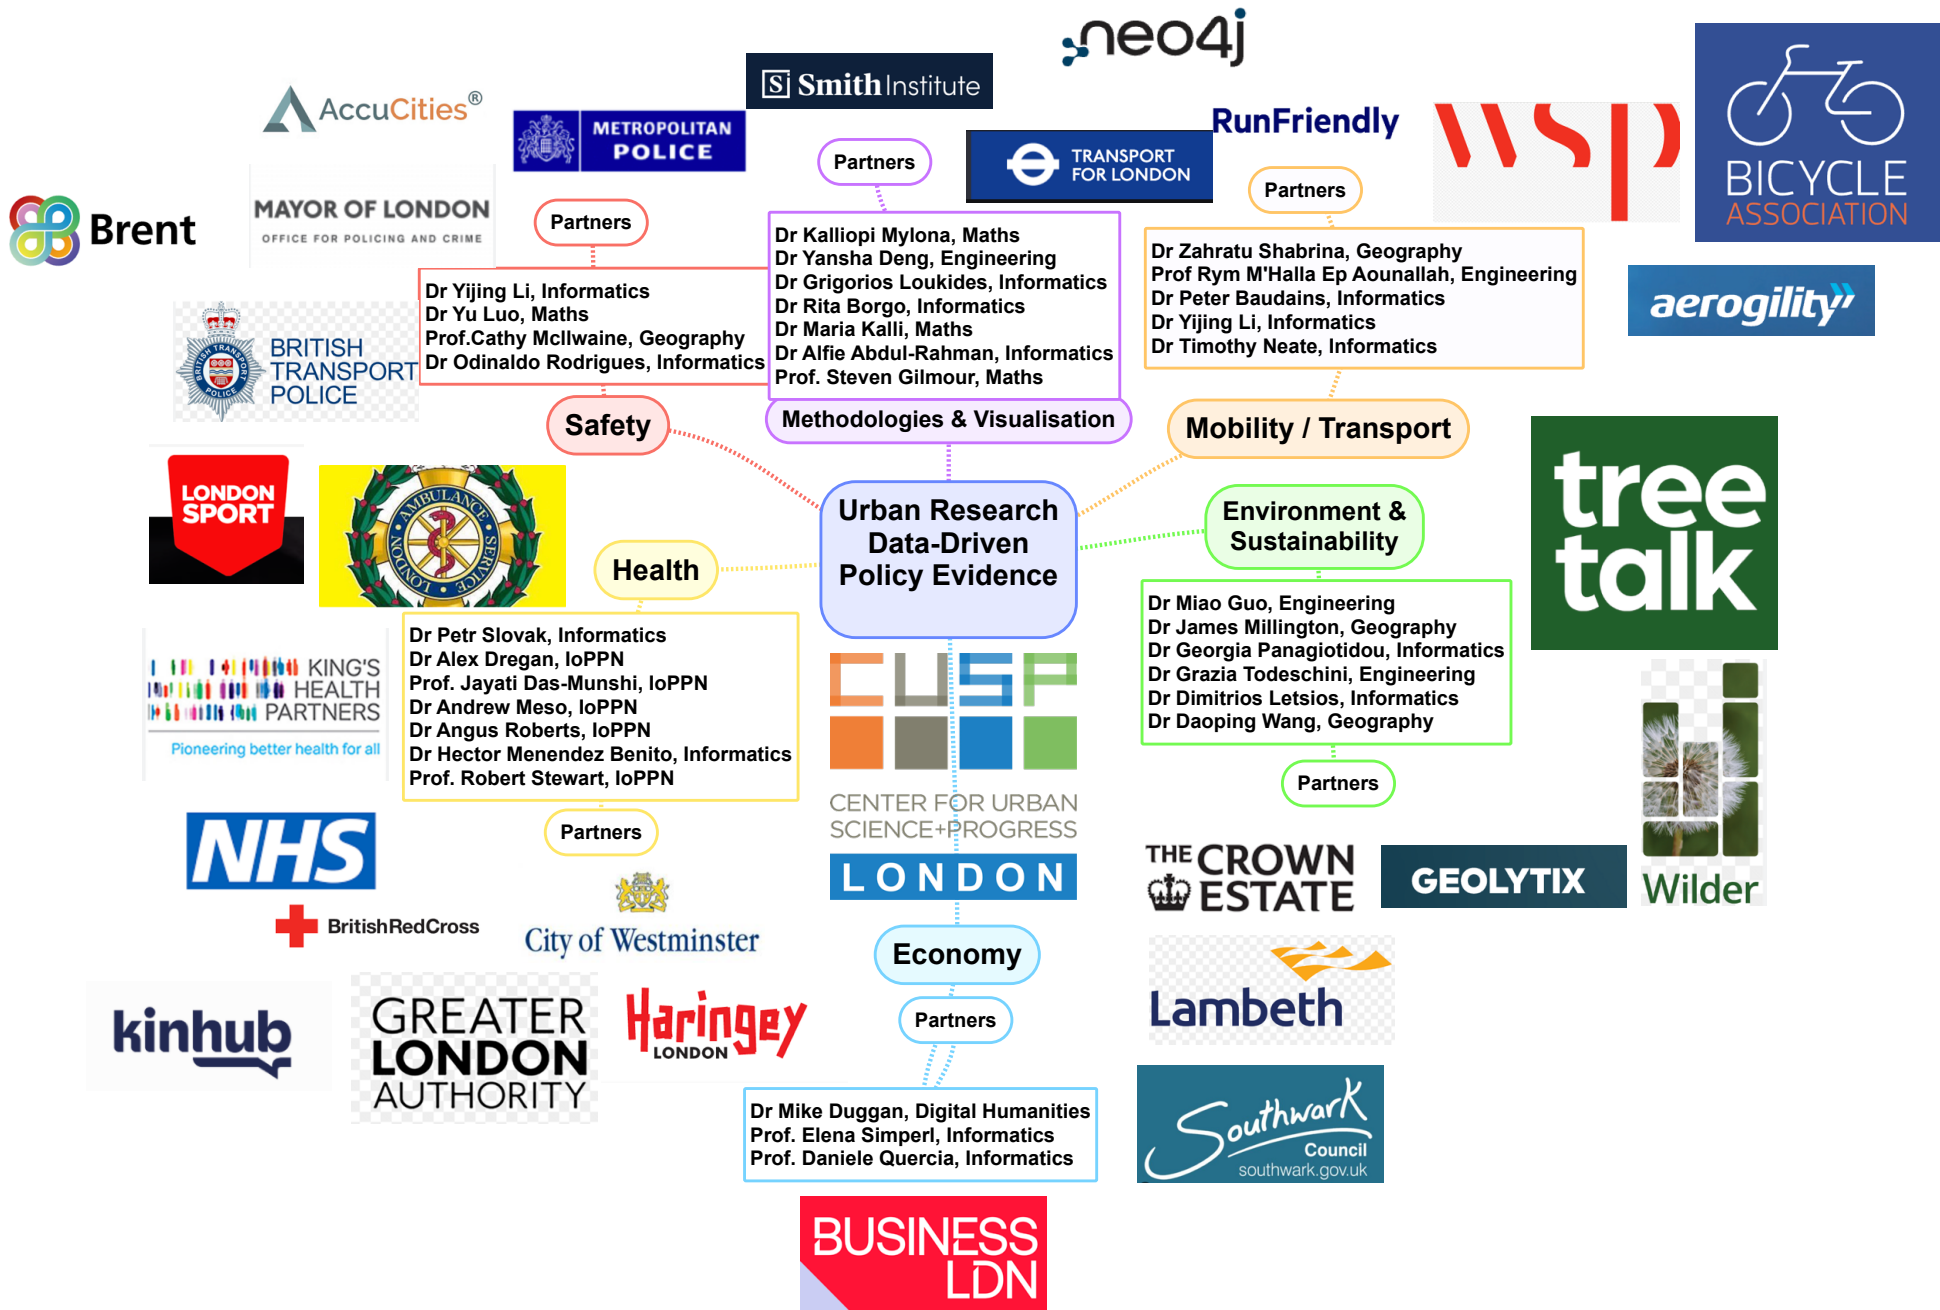 neo4j
Smith Institute
AccuCities®
METROPOLITAN
POLICE
RunFriendly
wsp
BICYCLE
ASSOCIATION
Partners
TRANSPORT
FOR LONDON
Partners
Brent
MAYOR OF LONDON
OFFICE FOR POLICING AND CRIME
Partners
Dr Kalliopi Mylona, Maths
Dr Yansha Deng, Engineering
Dr Grigorios Loukides, Informatics
Dr Rita Borgo, Informatics
Dr Maria Kalli, Maths
Dr Alfie Abdul-Rahman, Informatics
Prof. Steven Gilmour, Maths
Methodologies & Visualisation
Dr Zahratu Shabrina, Geography
Prof Rym M'Halla Ep Aounallah, Engineering
Dr Peter Baudains, Informatics
Dr Yijing Li, Informatics
Dr Timothy Neate, Informatics
Mobility / Transport
aerogility
Dr Yijing Li, Informatics
Dr Yu Luo, Maths
Prof.Cathy McIlwaine, Geography
Dr Odinaldo Rodrigues, Informatics
Safety
BRITISH TRANSPORT
POLICE
BRITISH
TRANSPORT
POLICE
LONDON
SPORT
LONDON AMBULANCE SERVICE
Health
Urban Research
Data-Driven
Policy Evidence
Environment &
Sustainability
tree
talk
Dr Petr Slovak, Informatics
Dr Alex Dregan, IoPPN
Prof. Jayati Das-Munshi, IoPPN
Dr Andrew Meso, IoPPN
Dr Angus Roberts, IoPPN
Dr Hector Menendez Benito, Informatics
Prof. Robert Stewart, IoPPN
Partners
KING'S
HEALTH
PARTNERS
Pioneering better health for all
CUSP
CENTER FOR URBAN
SCIENCE+PROGRESS
LONDON
Dr Miao Guo, Engineering
Dr James Millington, Geography
Dr Georgia Panagiotidou, Informatics
Dr Grazia Todeschini, Engineering
Dr Dimitrios Letsios, Informatics
Dr Daoping Wang, Geography
Partners
Wilder
NHS
BritishRedCross
City of Westminster
THE CROWN
ESTATE
GEOLYTIX
Lambeth
kinhub
GREATER
LONDON
AUTHORITY
Haringey
LONDON
Economy
Partners
Dr Mike Duggan, Digital Humanities
Prof. Elena Simperl, Informatics
Prof. Daniele Quercia, Informatics
Southwark
Council
southwark.gov.uk
BUSINESS
LDN